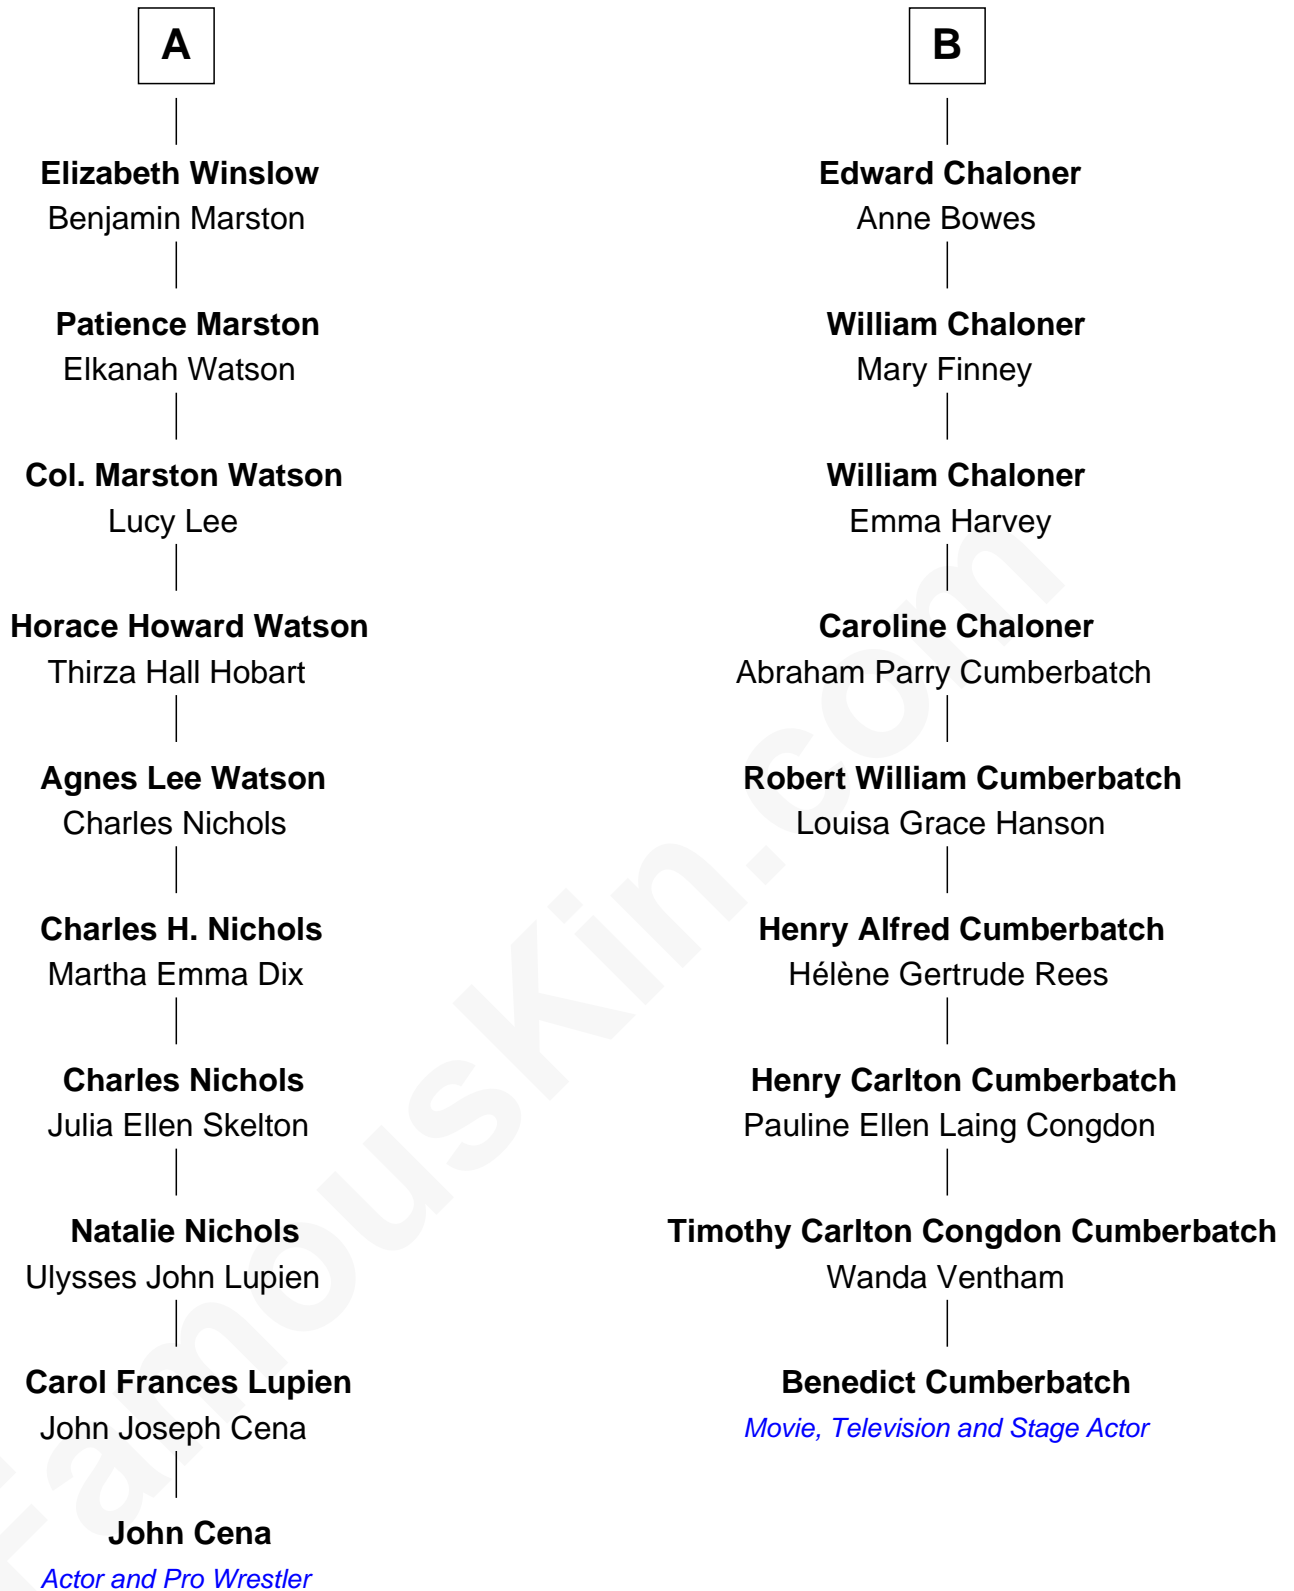 A
Elizabeth Winslow
Benjamin Marston
Patience Marston
Elkanah Watson
Col. Marston Watson
Lucy Lee
Horace Howard Watson
Thirza Hall Hobart
Agnes Lee Watson
Charles Nichols
Charles H. Nichols
Martha Emma Dix
Charles Nichols
Julia Ellen Skelton
Natalie Nichols
Ulysses John Lupien
Carol Frances Lupien
John Joseph Cena
John Cena
Actor and Pro Wrestler
B
Edward Chaloner
Anne Bowes
William Chaloner
Mary Finney
William Chaloner
Emma Harvey
Caroline Chaloner
Abraham Parry Cumberbatch
Robert William Cumberbatch
Louisa Grace Hanson
Henry Alfred Cumberbatch
Hélène Gertrude Rees
Henry Carlton Cumberbatch
Pauline Ellen Laing Congdon
Timothy Carlton Congdon Cumberbatch
Wanda Ventham
Benedict Cumberbatch
Movie, Television and Stage Actor
FamousKin.com